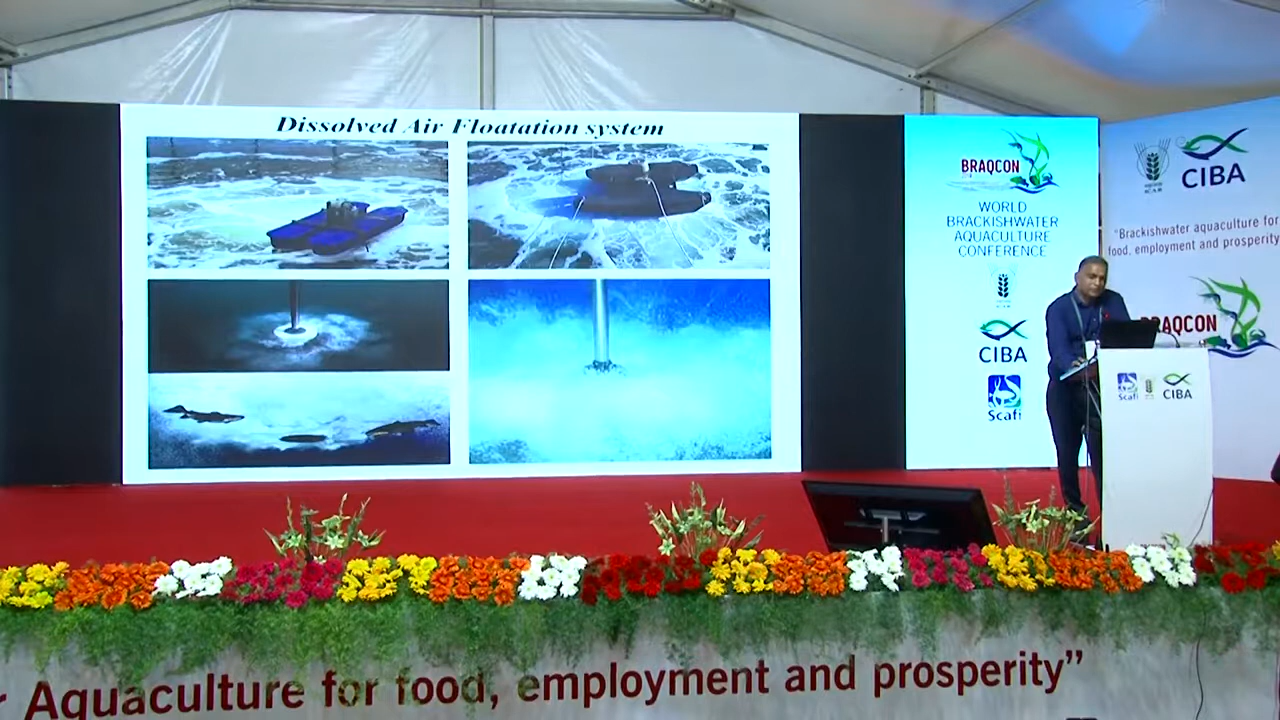 Dissolved Air Floatation system
BRAQCON
WORLD
BRACKISHWATER
AQUACULTURE
CONFERENCE
CIBA
Scafi
CIBA
"Brackishwater aquaculture for
food, employment and prosperity
BRAQCON
Scafi
CIBA
Aquaculture for food, employment and prosperity”